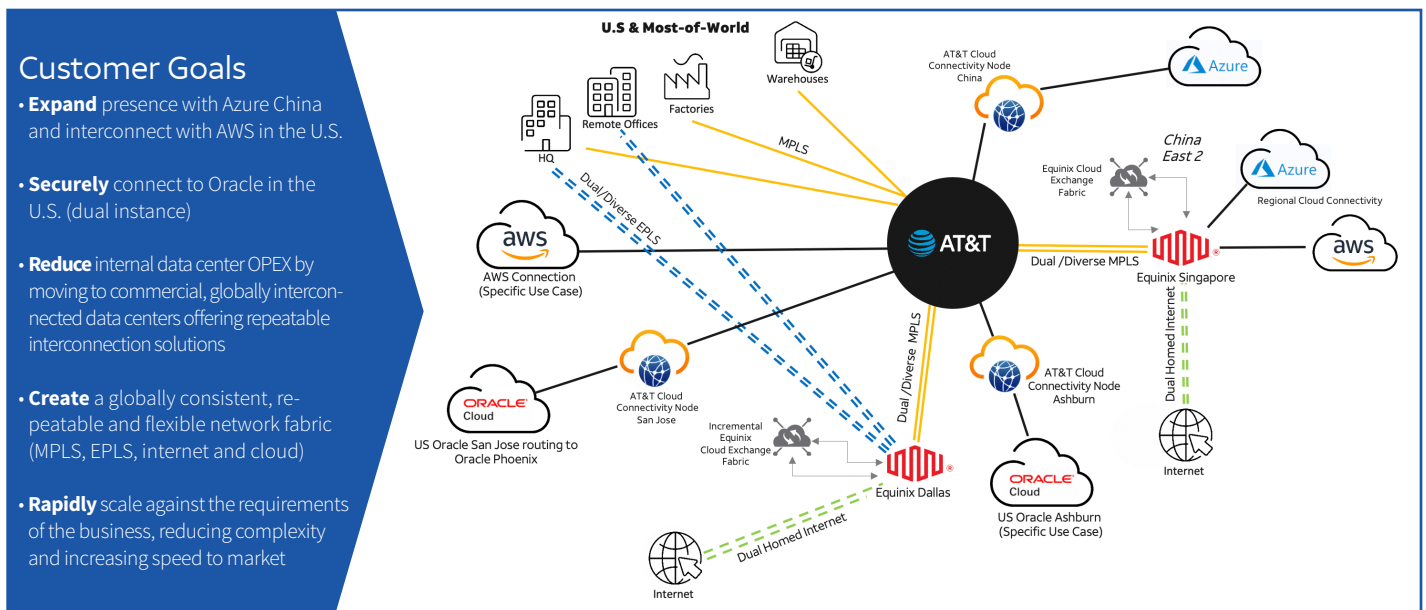 Customer Goals
• Expand presence with Azure China
and interconnect with AWS in the U.S.
• Securely connect to Oracle in the
U.S. (dual instance)
• Reduce internal data center OPEX by
moving to commercial, globally intercon-
nected data centers offering repeatable
interconnection solutions
• Create a globally consistent, re-
peatable and flexible network fabric
(MPLS, EPLS, internet and cloud)
• Rapidly scale against the requirements
of the business, reducing complexity
and increasing speed to market
U.S & Most-of-World
HQ
Remote Offices
Factories
Warehouses
MPLS
Dual/Diverse EPLS
AT&T Cloud
Connectivity Node
China
Azure
China
East 2
Equinix Cloud
Exchange
Fabric
Azure
Regional Cloud Connectivity
aws
AWS Connection
(Specific Use Case)
AT&T
Dual /Diverse MPLS
Equinix Singapore
®
aws
Dual Homed Internet
Internet
ORACLE®
Cloud
US Oracle San Jose routing to
Oracle Phoenix
AT&T Cloud
Connectivity Node
San Jose
Dual /Diverse MPLS
AT&T Cloud
Connectivity Node
Ashburn
Incremental
Equinix
Cloud Exchange
Fabric
®
Equinix Dallas
ORACLE®
Cloud
US Oracle Ashburn
(Specific Use Case)
Dual Homed Internet
Internet